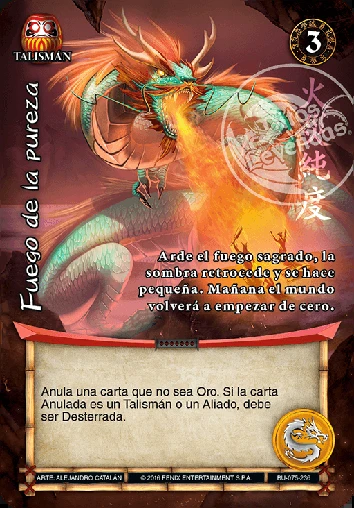 TALISMÁN
3
Fuego de la pureza
Arde el fuego sagrado, la
sombra retrocede y se hace
pequeña. Mañana el mundo
volverá a empezar de cero.
Anula una carta que no sea Oro. Si la carta
Anulada es un Talismán o un Aliado, debe
ser Desterrada.
ARTE: ALEJANDRO CATALÁN
© 2016 FENIX ENTERTAINMENT S.P.A.